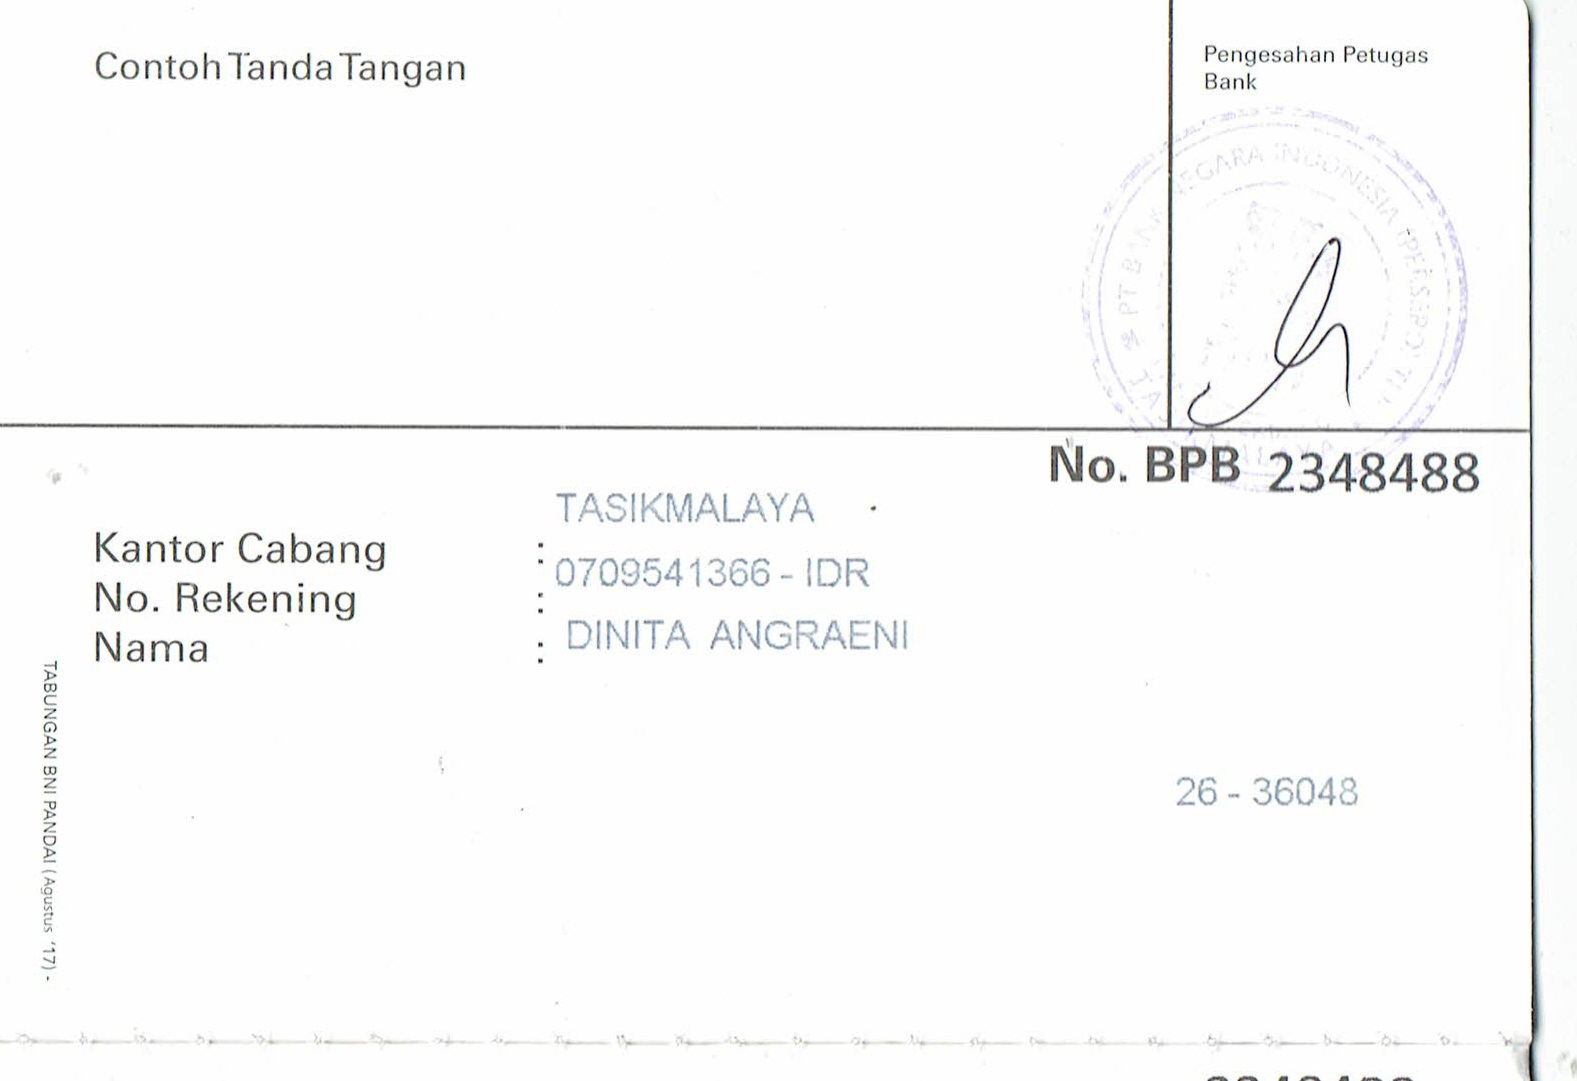 Contoh Tanda Tangan
Pengesahan Petugas
Bank
PT BANK NEGARA INDONESIA (PERSERO)
No. BPB 2348488
TASIKMALAYA
Kantor Cabang :
0709541366 - IDR
No. Rekening :
DINITA ANGRAENI
Nama :
26 - 36048
TABUNGAN BNI PANDAI ( Agustus '17) -